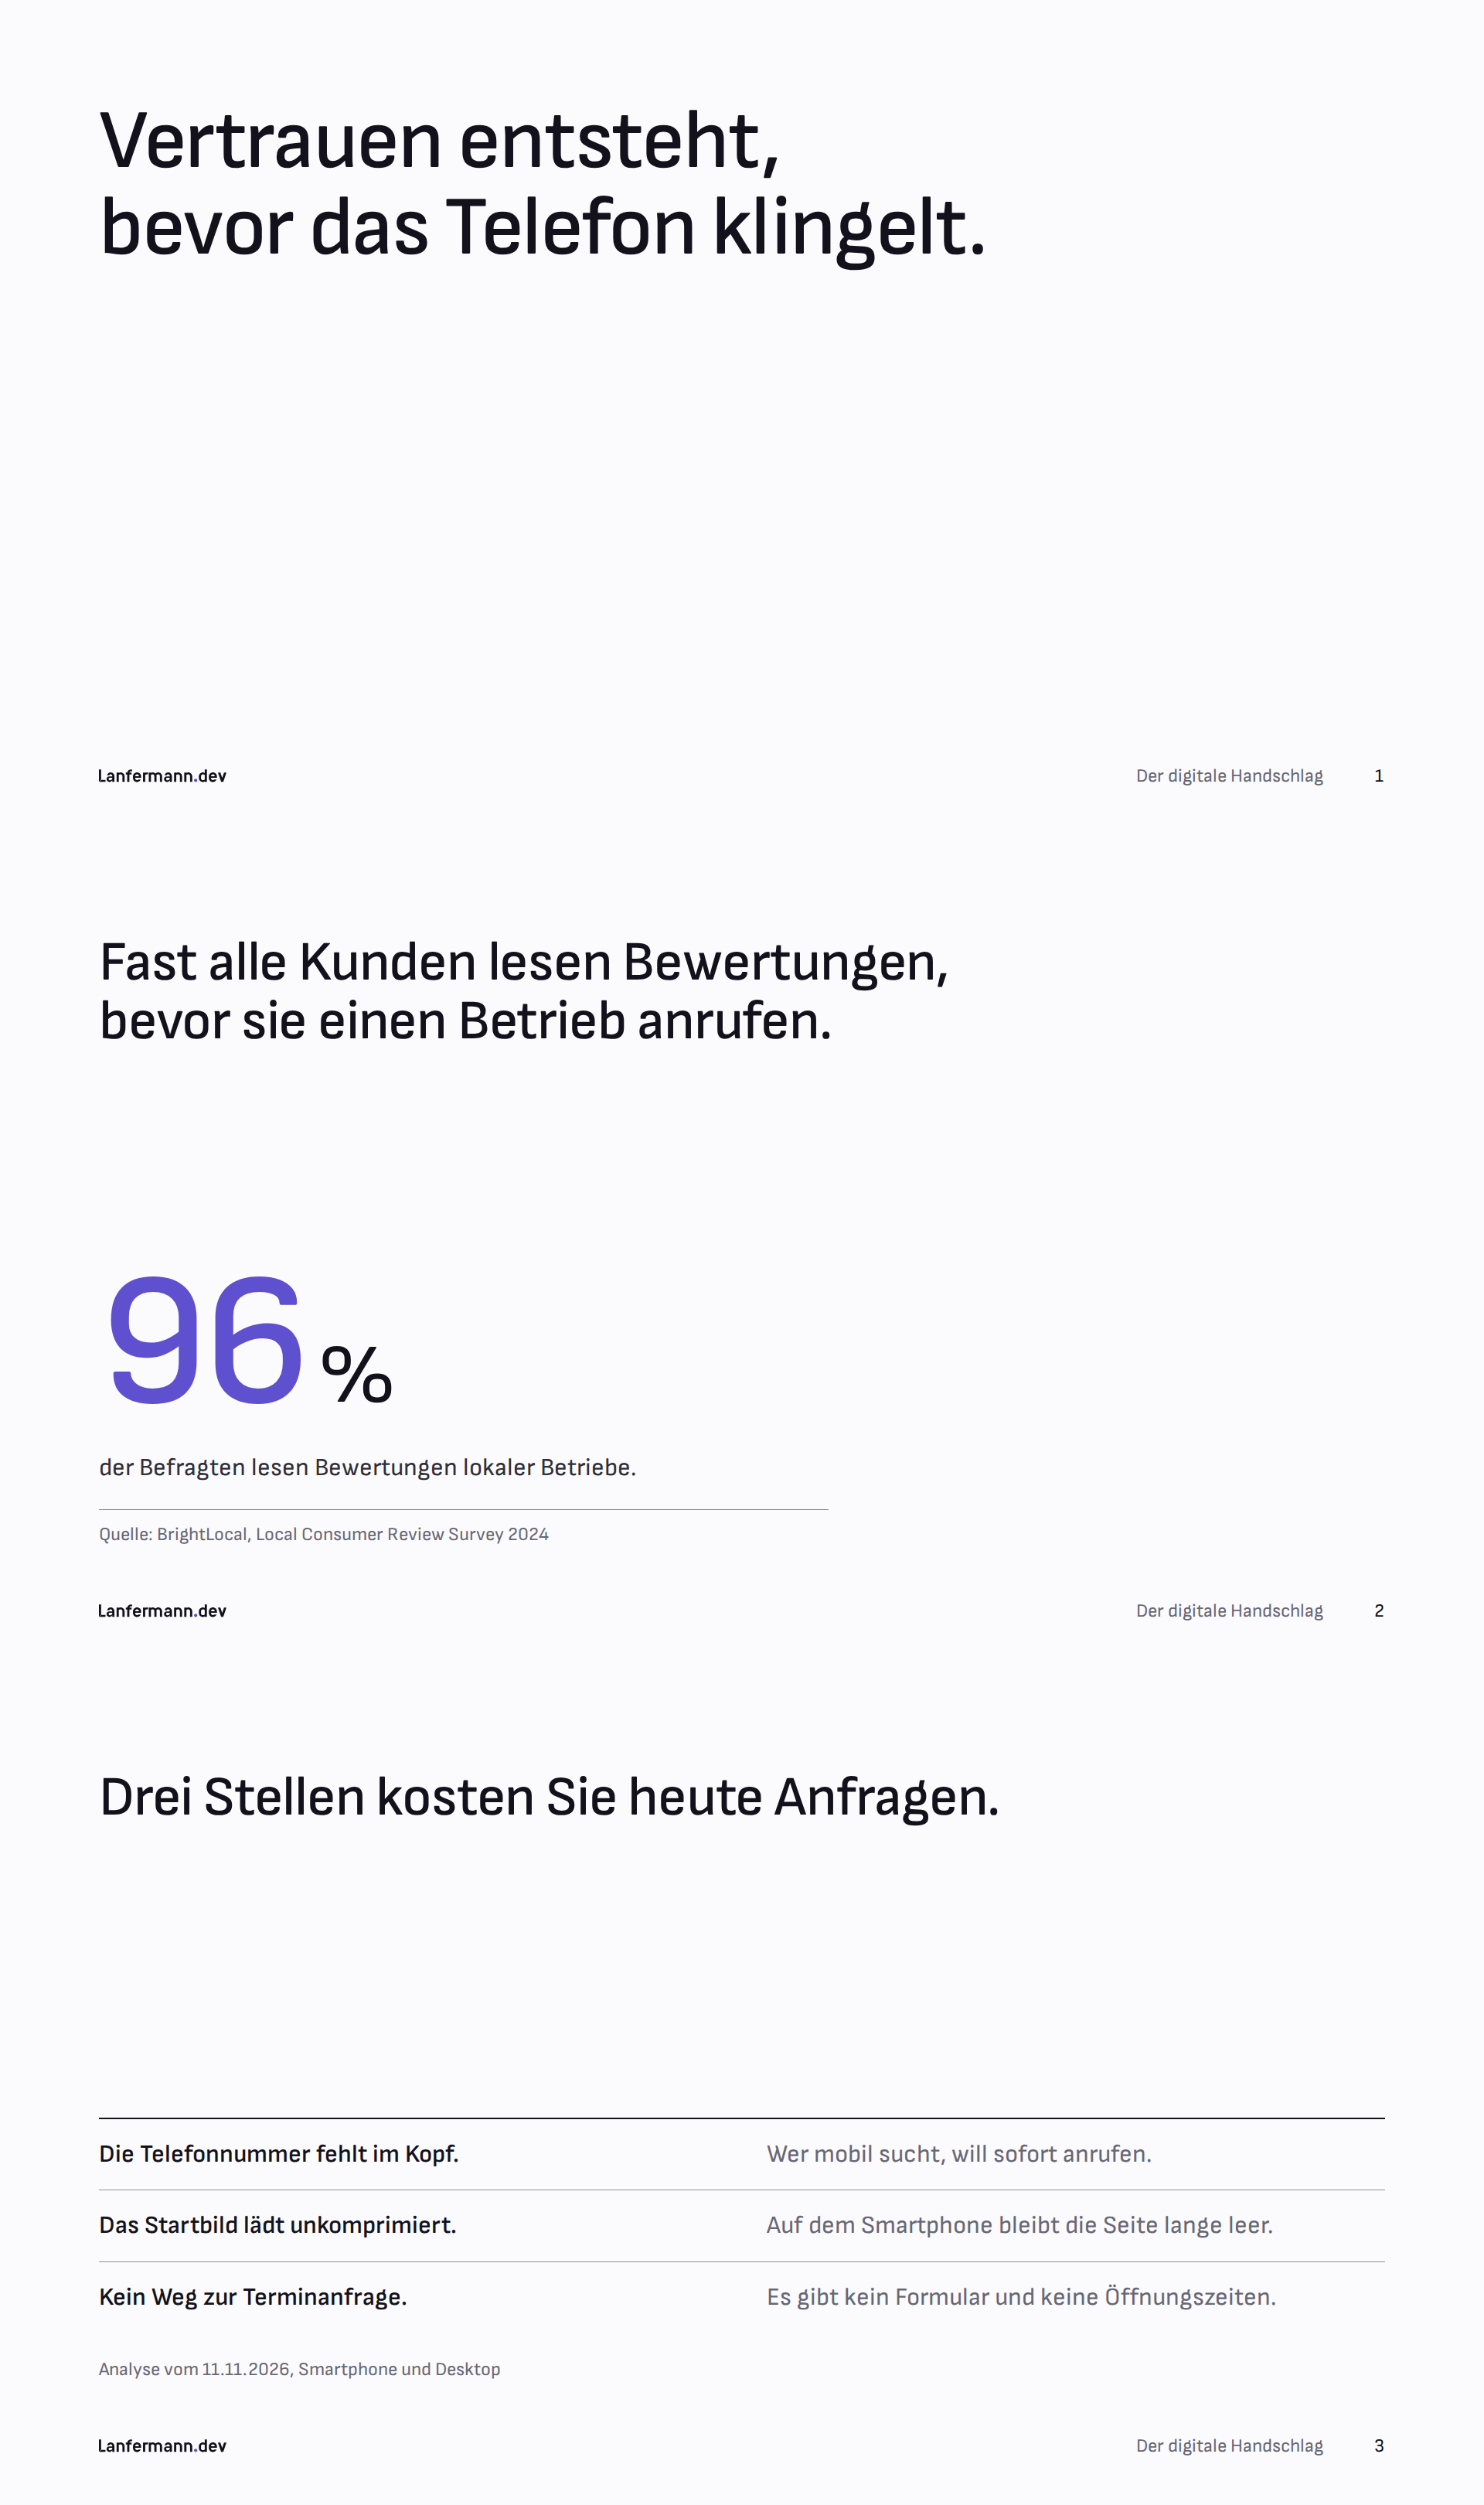 Vertrauen entsteht,
bevor das Telefon klingelt.
Lanfermann.dev
Der digitale Handschlag
1
Fast alle Kunden lesen Bewertungen,
bevor sie einen Betrieb anrufen.
96 %
der Befragten lesen Bewertungen lokaler Betriebe.
Quelle: BrightLocal, Local Consumer Review Survey 2024
Lanfermann.dev
Der digitale Handschlag
2
Drei Stellen kosten Sie heute Anfragen.
Die Telefonnummer fehlt im Kopf.
Wer mobil sucht, will sofort anrufen.
Das Startbild lädt unkomprimiert.
Auf dem Smartphone bleibt die Seite lange leer.
Kein Weg zur Terminanfrage.
Es gibt kein Formular und keine Öffnungszeiten.
Analyse vom 11.11.2026, Smartphone und Desktop
Lanfermann.dev
Der digitale Handschlag
3